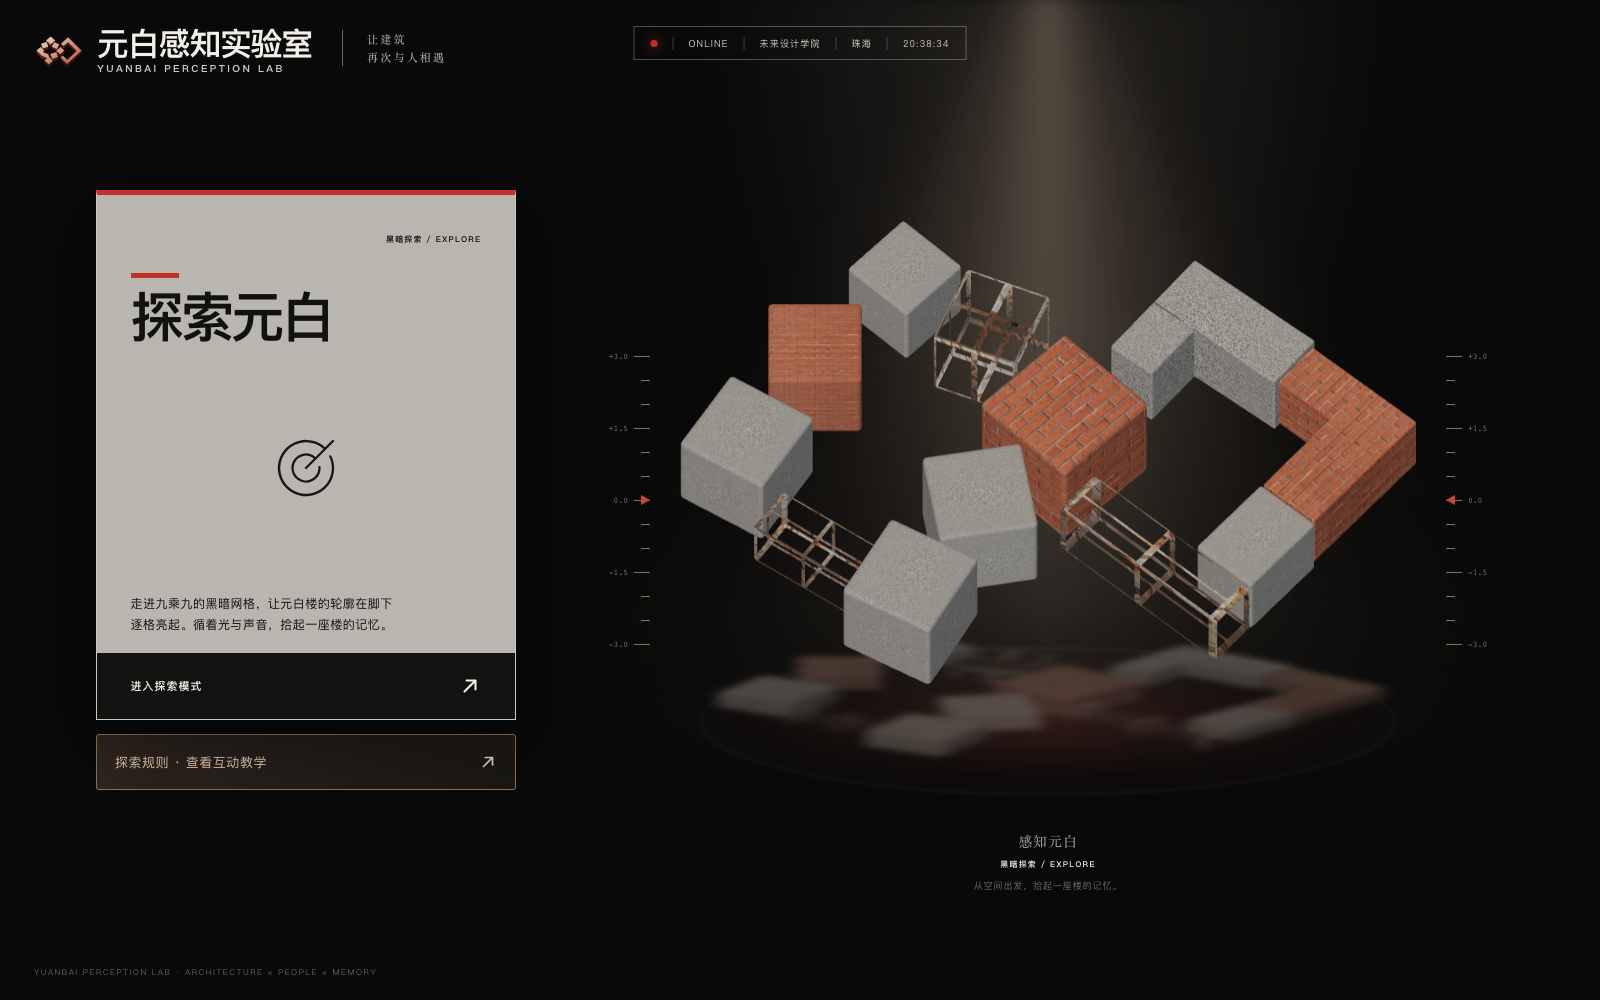 元白感知实验室
YUANBAI PERCEPTION LAB
让建筑
再次与人相遇
ONLINE 未来设计学院 珠海 20:38:34
黑暗探索 / EXPLORE
探索元白
走进九乘九的黑暗网格，让元白楼的轮廓在脚下
逐格亮起。循着光与声音，拾起一座楼的记忆。
进入探索模式
探索规则 · 查看互动教学
+3.0
+1.5
0.0
-1.5
-3.0
+3.0
+1.5
0.0
-1.5
-3.0
感知元白
黑暗探索 / EXPLORE
从空间出发，拾起一座楼的记忆。
YUANBAI PERCEPTION LAB · ARCHITECTURE × PEOPLE × MEMORY